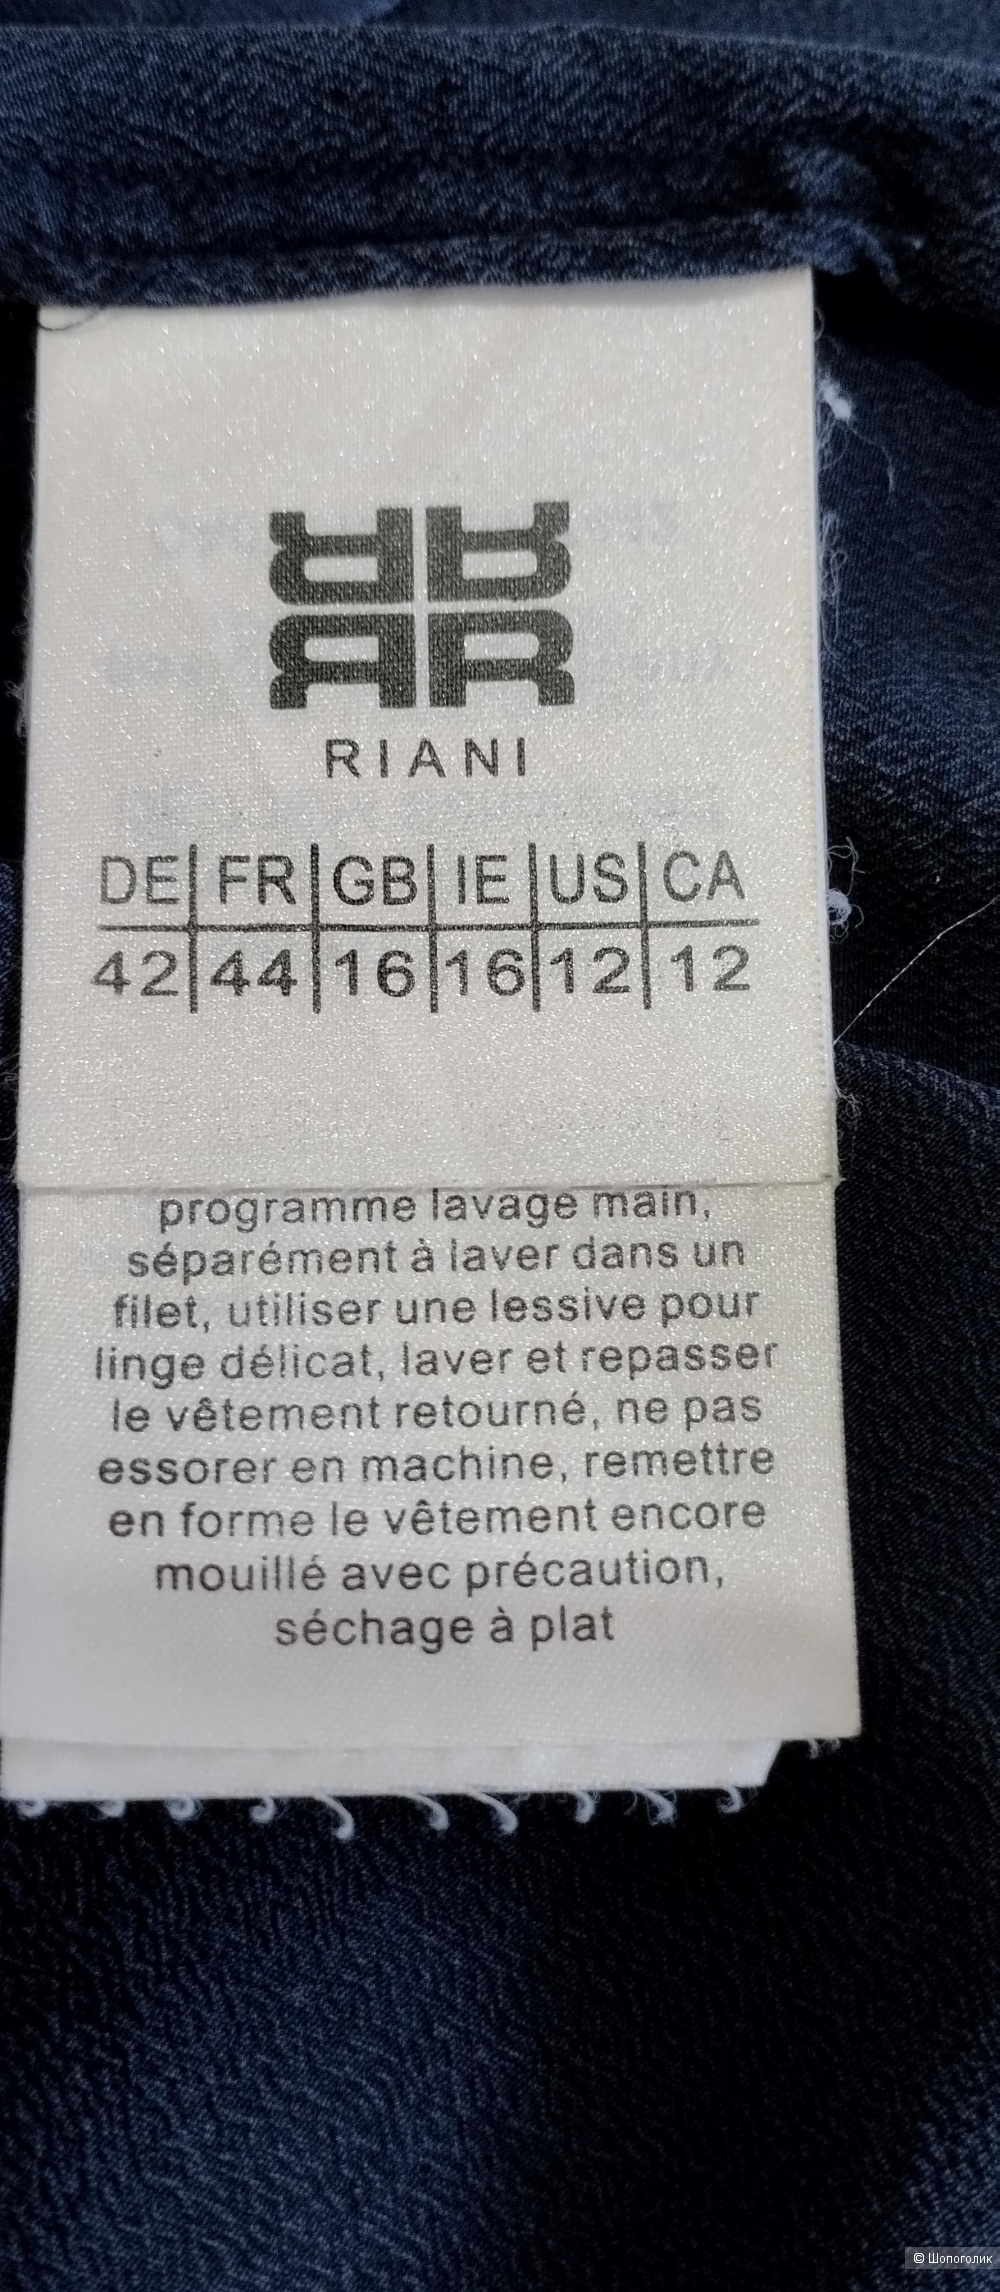 RIANI
DE FR GB IE US CA
42 44 16 16 12 12
programme lavage main,
séparément à laver dans un
filet, utiliser une lessive pour
linge délicat, laver et repasser
le vêtement retourné, ne pas
essorer en machine, remettre
en forme le vêtement encore
mouillé avec précaution,
séchage à plat
© Шопоголик